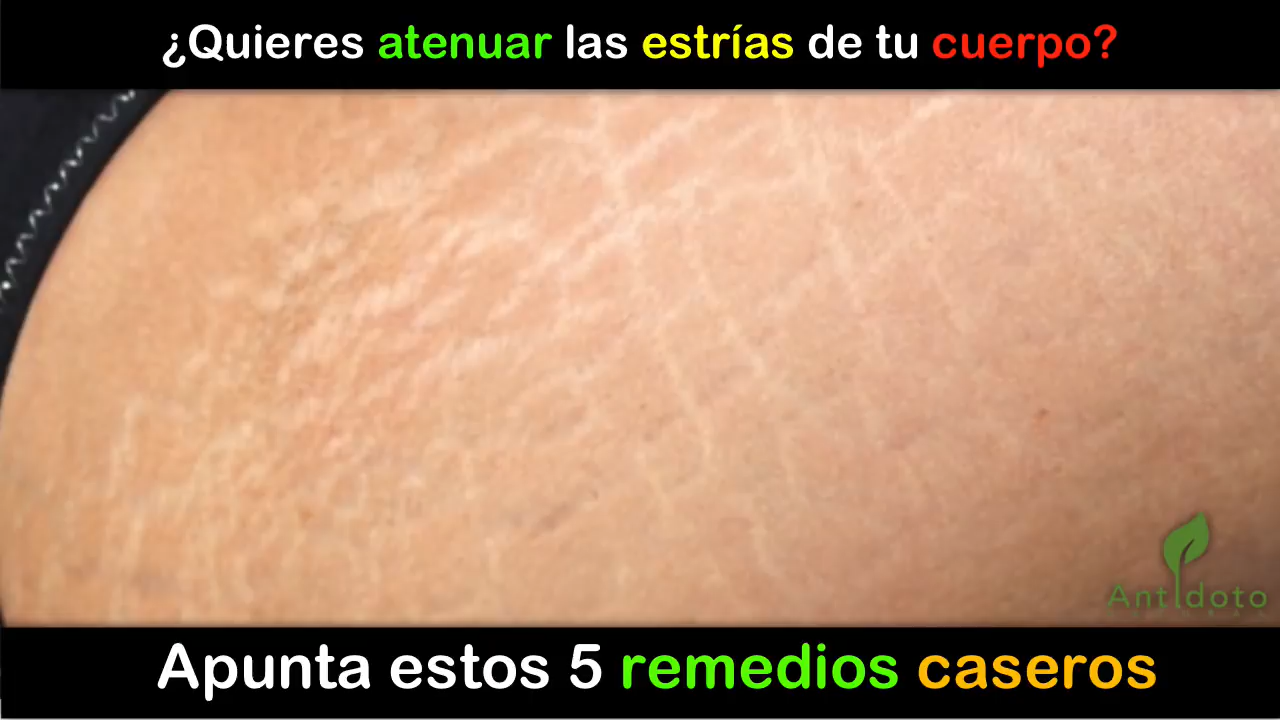 ¿Quieres atenuar las estrías de tu cuerpo?
Antídoto
Apunta estos 5 remedios caseros